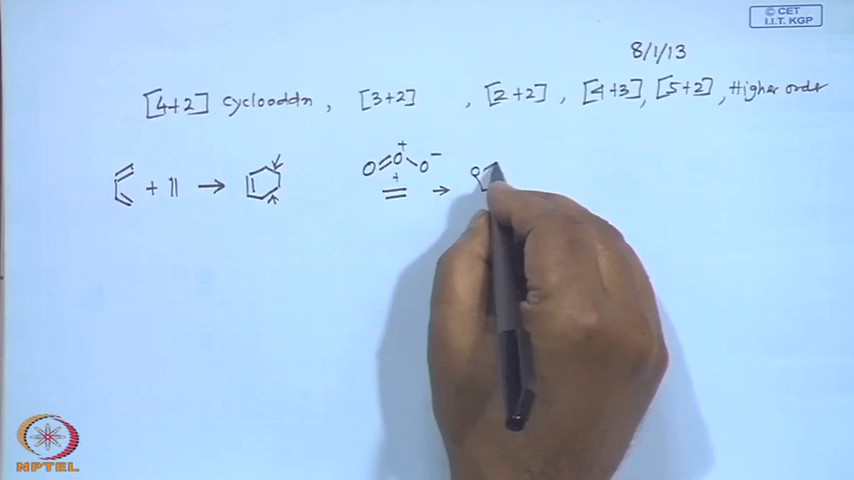 © CET
I.I.T. KGP
8/1/13
[4+2] cycloaddn, [3+2] , [2+2], [4+3], [5+2], Higher order
+ || → O=O⁺-O⁻ + = → O
NPTEL